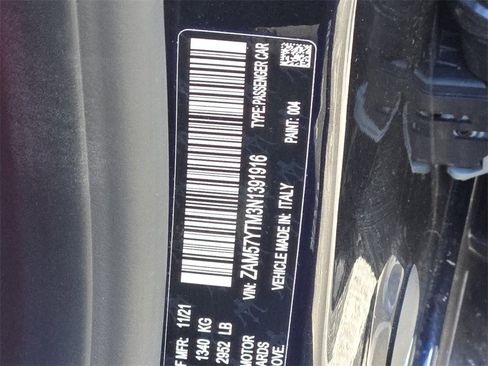 F MFR: 11/21
1340 KG
2952 LB
MOTOR
ARDS
OVE.
VIN: ZAM57YTM3N1391916
TYPE:PASSENGER CAR
VEHICLE MADE IN: ITALY
PAINT: 004